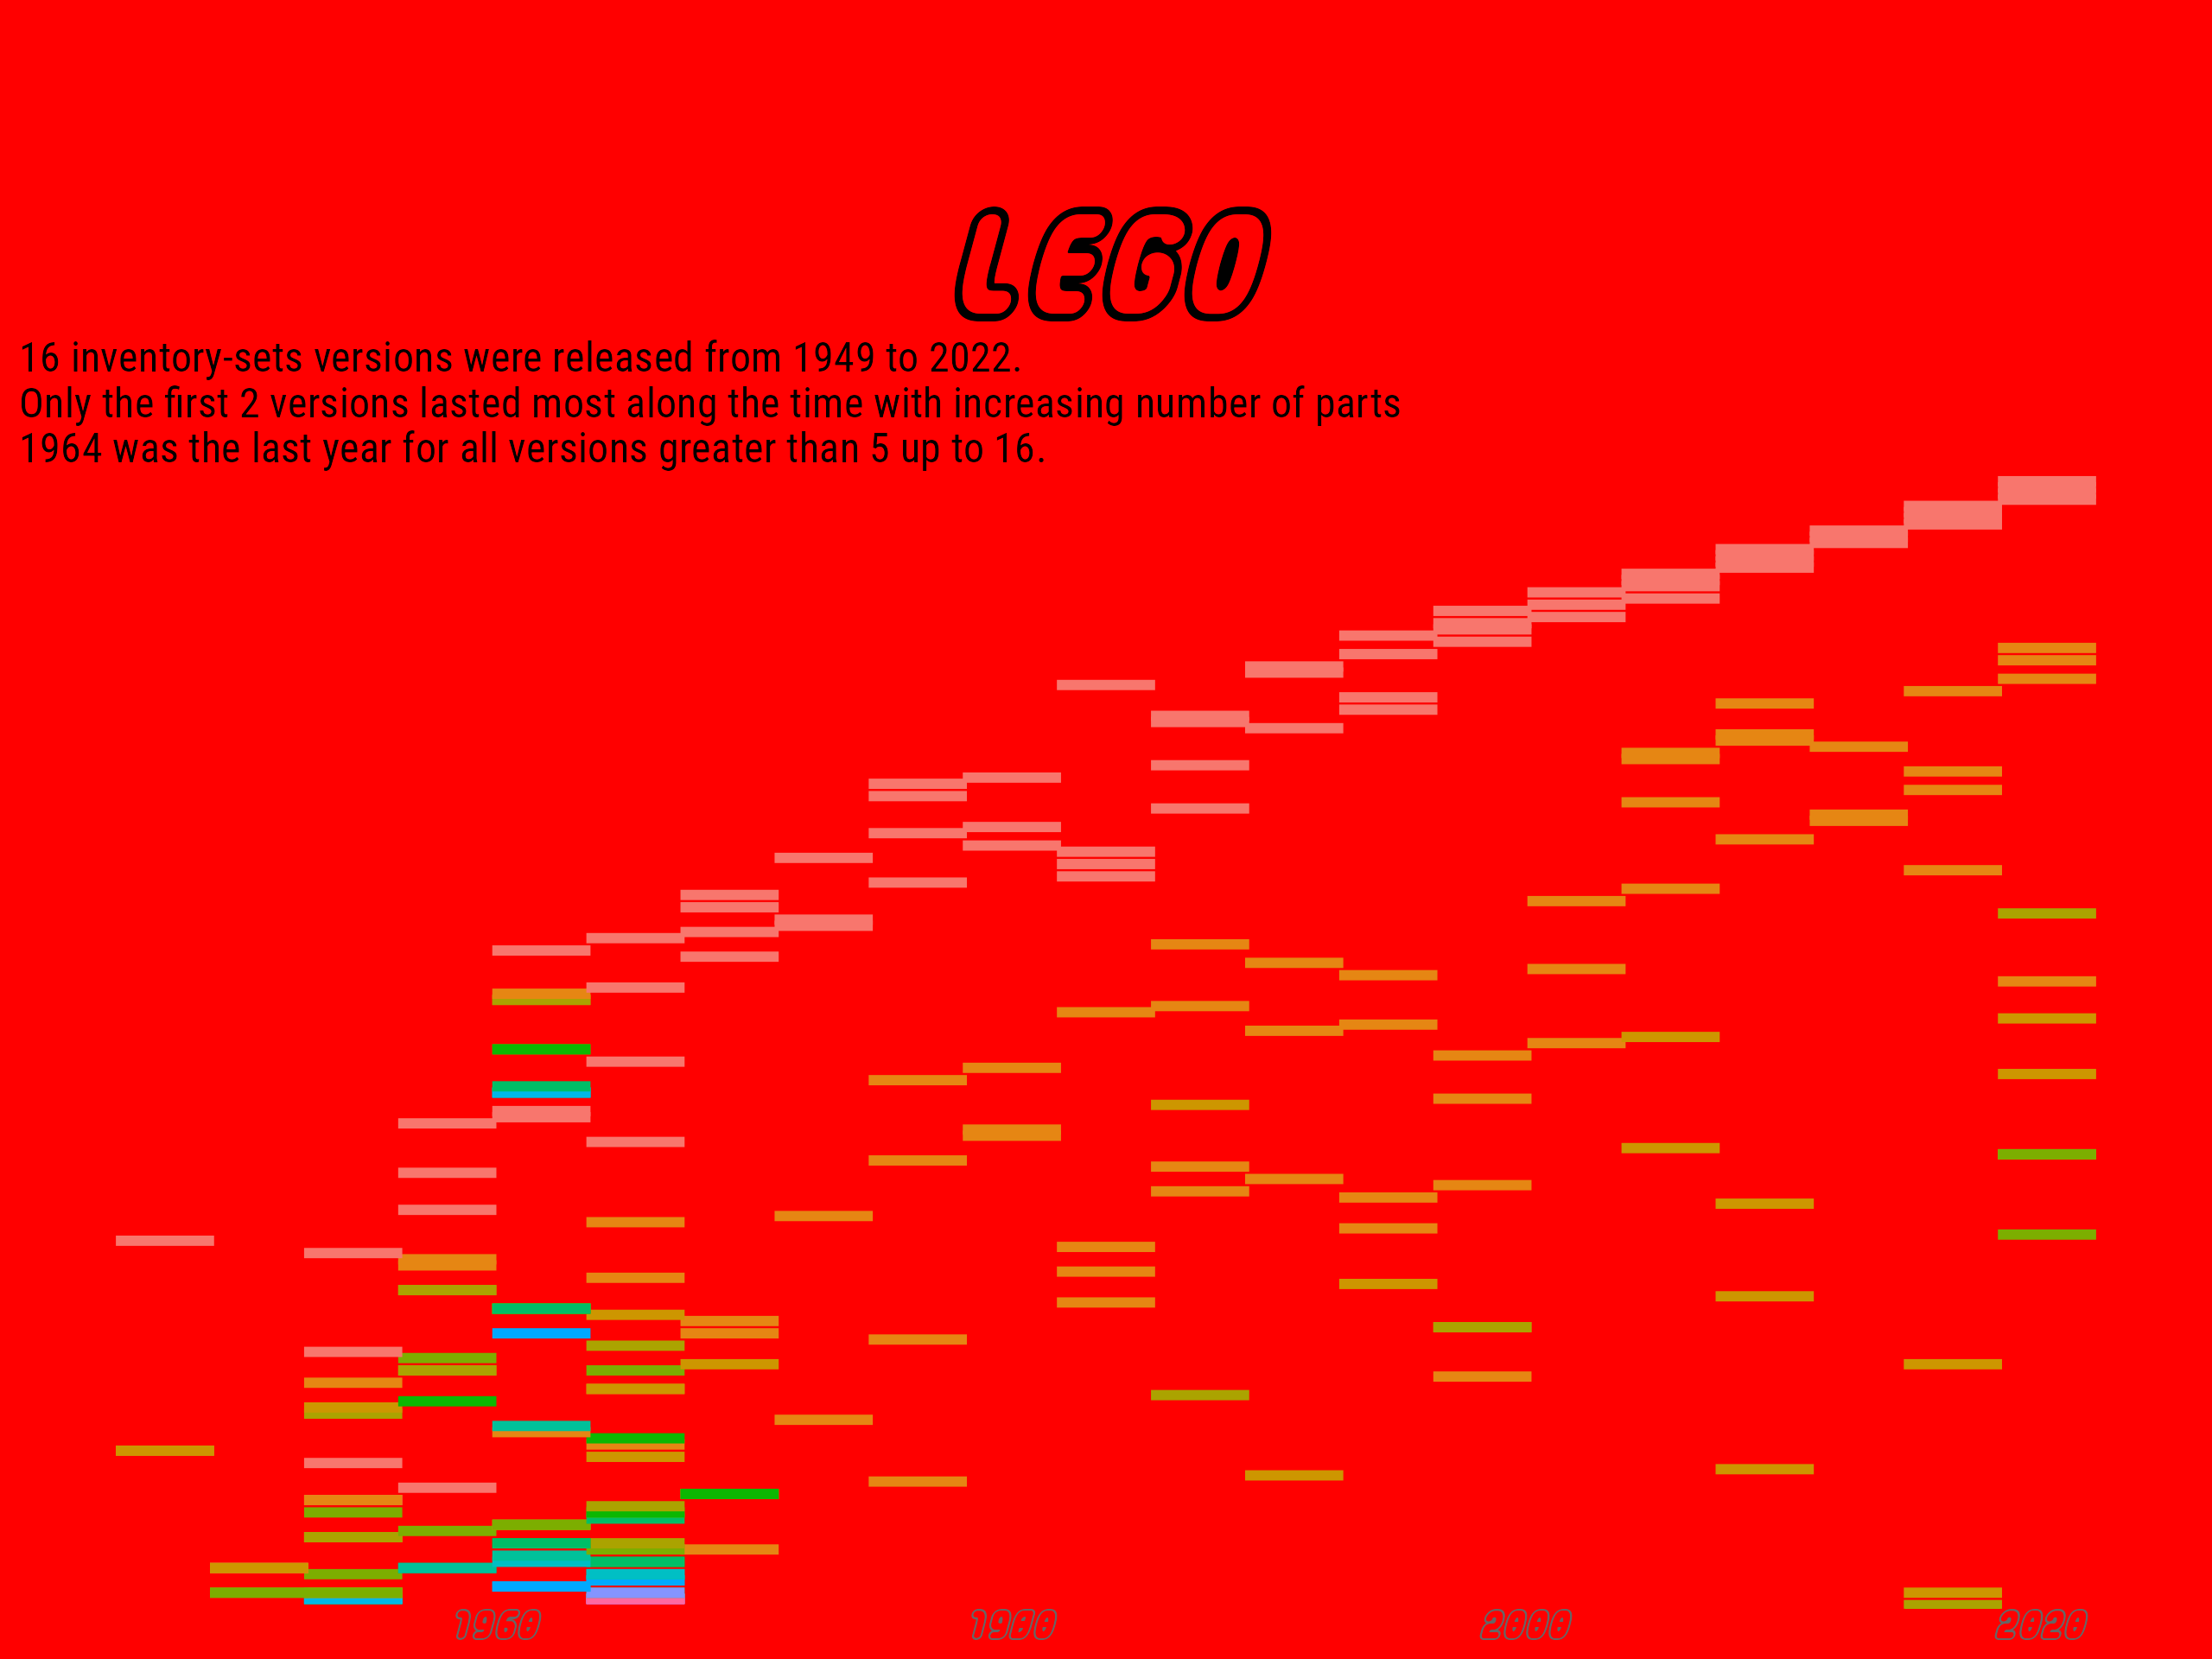 LEGO
16 inventory-sets versions were released from 1949 to 2022.
Only the first 2 versions lasted most along the time with increasing number of parts
1964 was the last year for all versions greater than 5 up to 16.
1960 1980 2000 2020